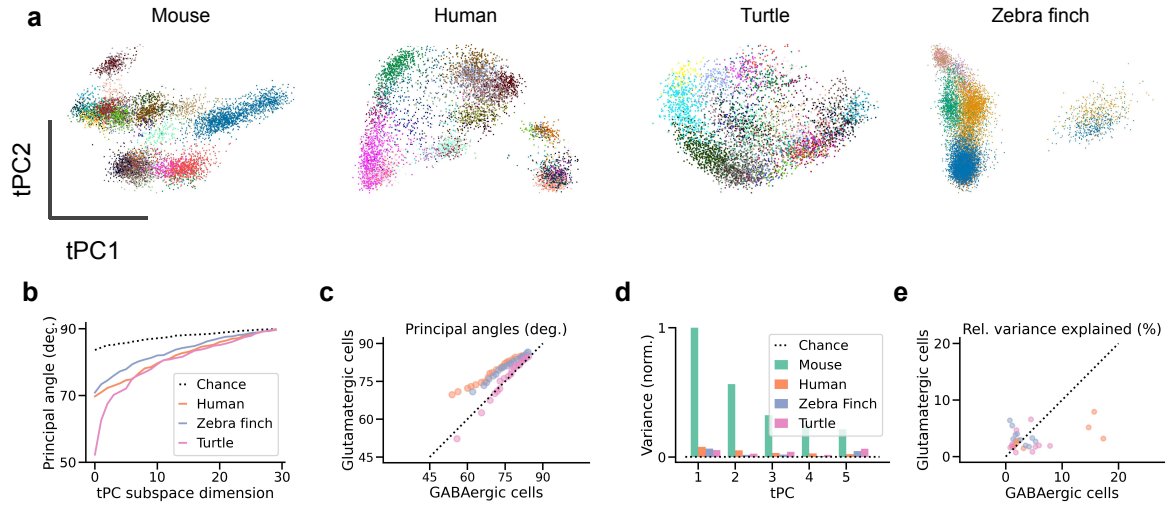 a
Mouse
Human
Turtle
Zebra finch
tPC2
tPC1
b
Principal angle (deg.)
90
70
50
0
10
20
30
tPC subspace dimension
Chance
Human
Zebra finch
Turtle
c
Principal angles (deg.)
Glutamatergic cells
90
75
60
45
45
60
75
90
GABAergic cells
d
Variance (norm.)
1
0
1
2
3
4
5
tPC
Chance
Mouse
Human
Zebra Finch
Turtle
e
Rel. variance explained (%)
Glutamatergic cells
20
10
0
0
10
20
GABAergic cells